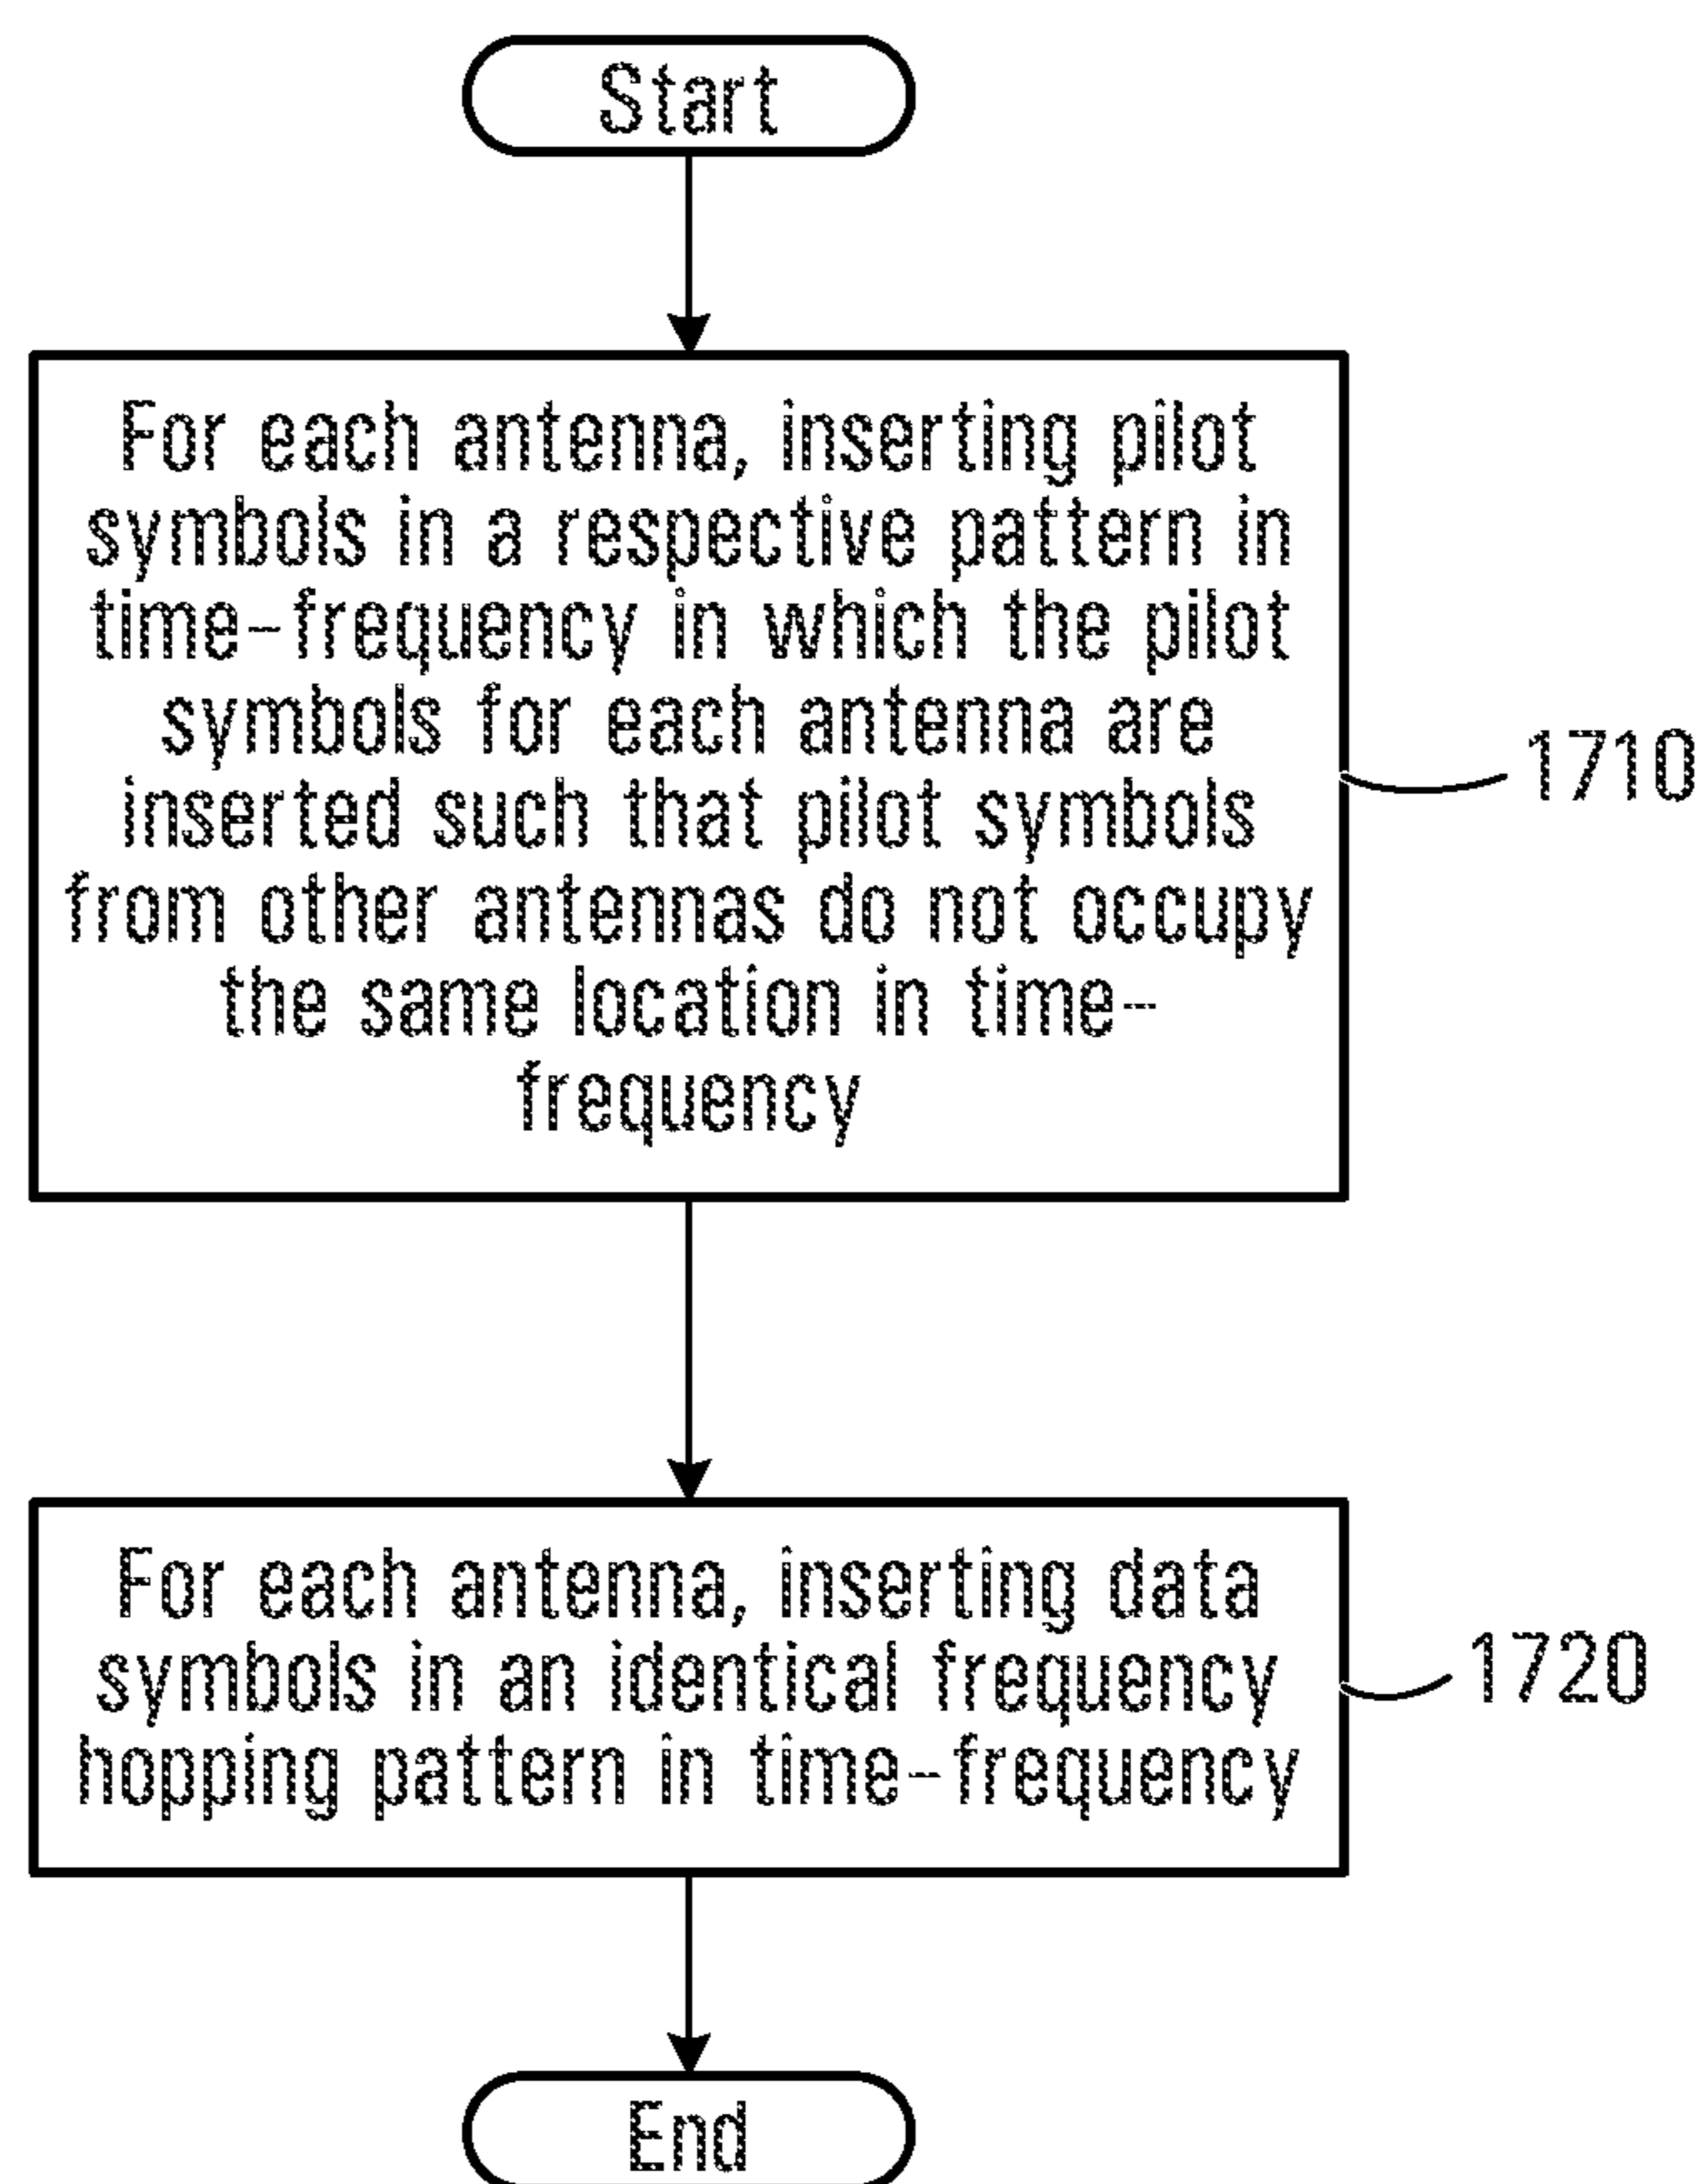 Start
For each antenna, inserting pilot
symbols in a respective pattern in
time-frequency in which the pilot
symbols for each antenna are
inserted such that pilot symbols
from other antennas do not occupy
the same location in time-
frequency
1710
For each antenna, inserting data
symbols in an identical frequency
hopping pattern in time-frequency
1720
End